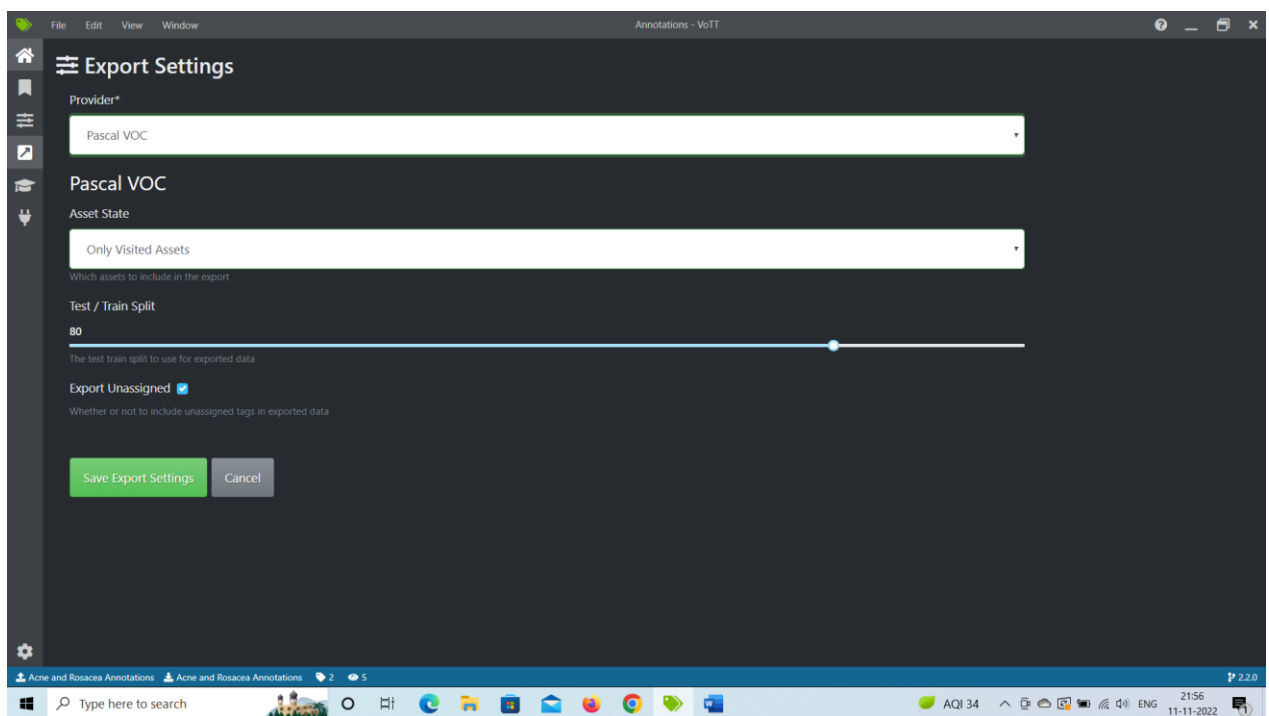 File Edit View Window Annotations - VoTT
Export Settings
Provider*
Pascal VOC
Pascal VOC
Asset State
Only Visited Assets
Which assets to include in the export
Test / Train Split
80
The test train split to use for exported data
Export Unassigned
Whether or not to include unassigned tags in exported data
Save Export Settings Cancel
Acne and Rosacea Annotations Acne and Rosacea Annotations 2 5 2.2.0
Type here to search AQI 34 ENG 21:56
11-11-2022 1